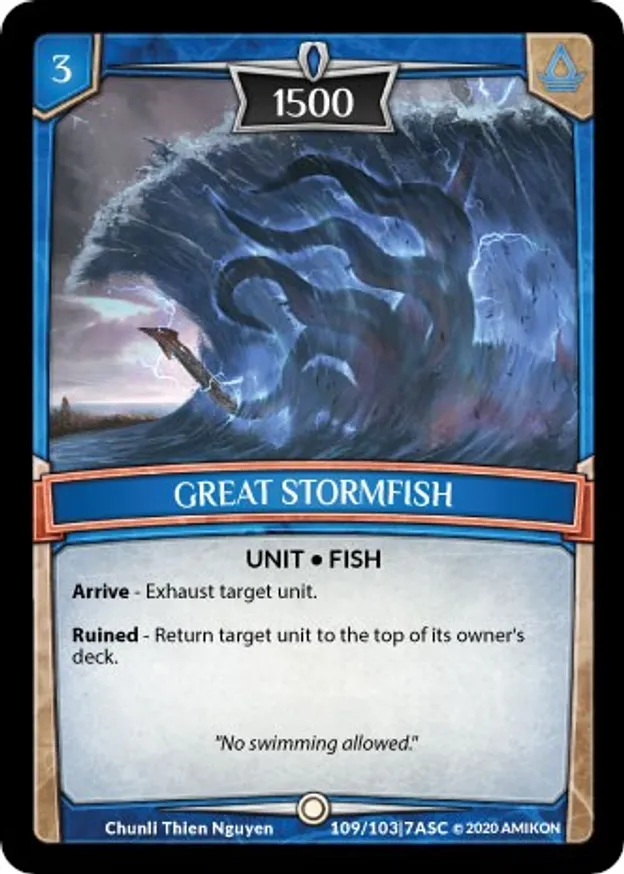 3
1500
GREAT STORMFISH
UNIT • FISH
Arrive - Exhaust target unit.
Ruined - Return target unit to the top of its owner's
deck.
"No swimming allowed."
Chunli Thien Nguyen 109/103|7ASC © 2020 AMIKON